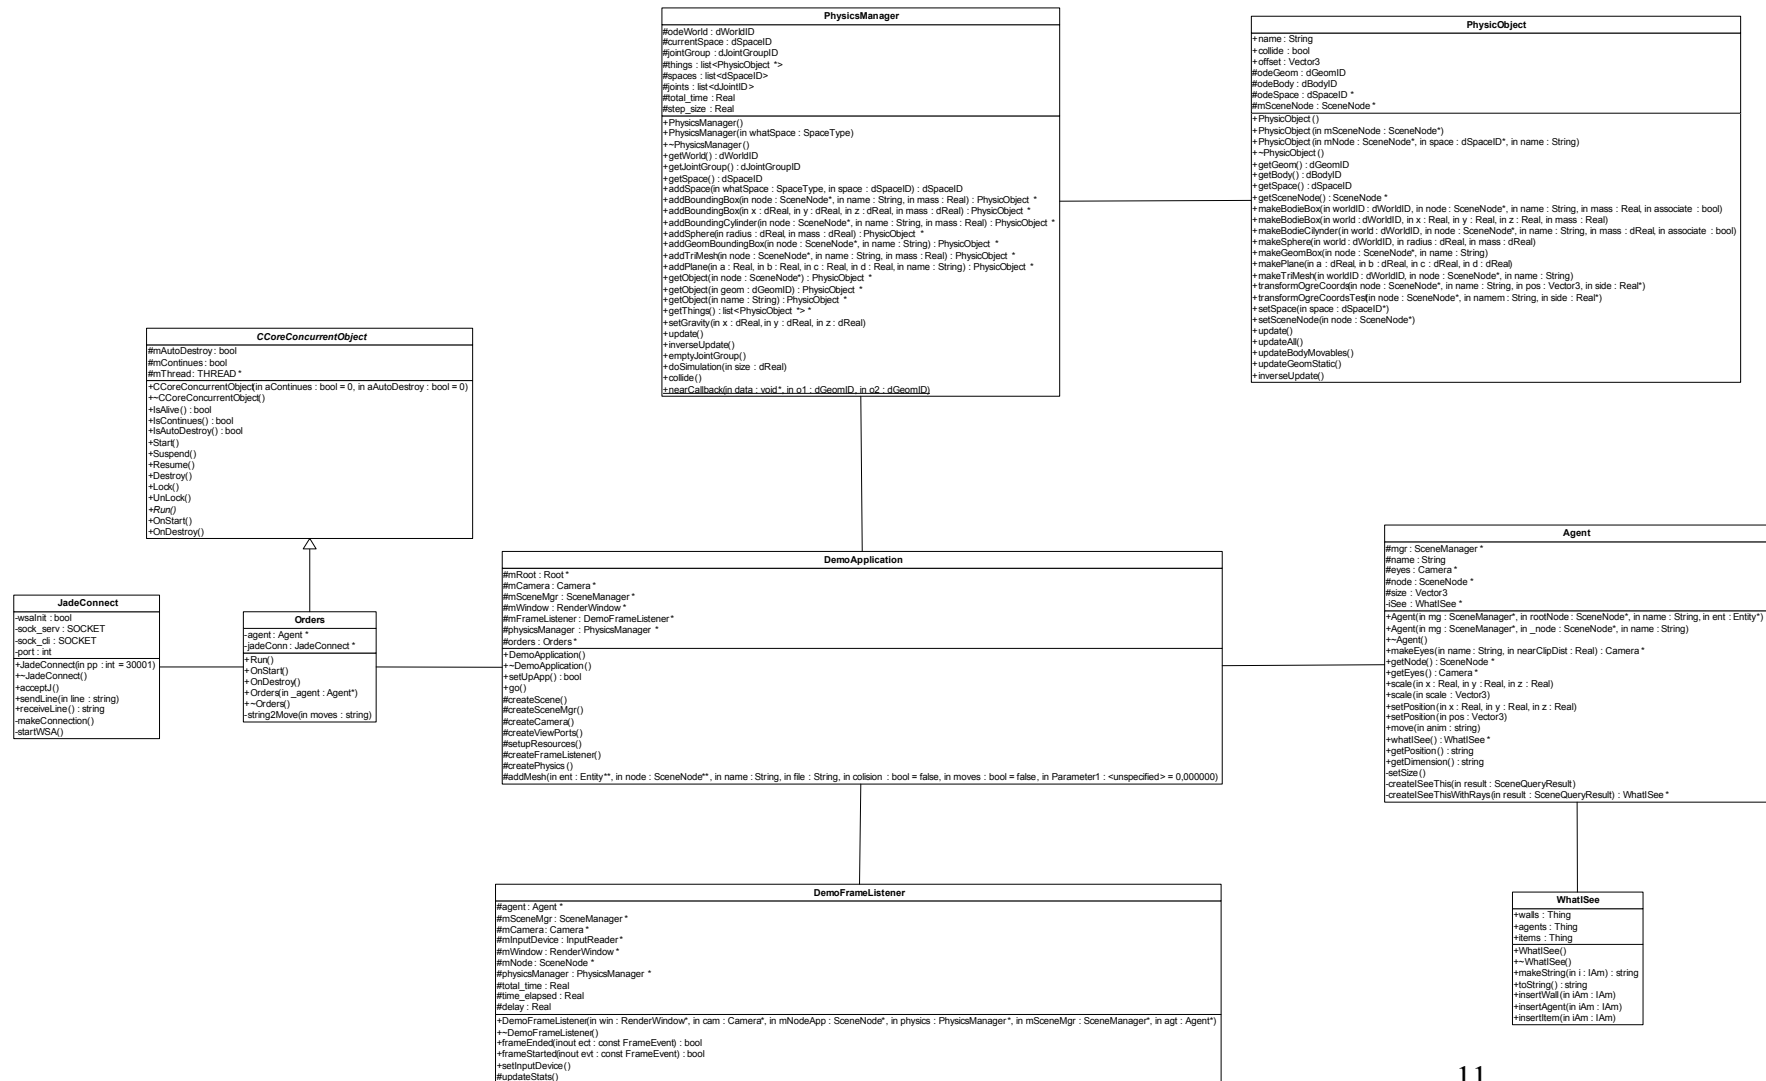 PhysicsManager
#odeWorld : dWorldID
#currentSpace : dSpaceID
#jointGroup : dJointGroupID
#things : list<PhysicObject *>
#spaces : list<dSpaceID>
#joints : list<dJointID>
#total_time : Real
#step_size : Real
+PhysicsManager()
+PhysicsManager(in whatSpace : SpaceType)
+~PhysicsManager()
+getWorld() : dWorldID
+getJointGroup() : dJointGroupID
+getSpace() : dSpaceID
+addSpace(in whatSpace : SpaceType, in space : dSpaceID) : dSpaceID
+addBoundingBox(in node : SceneNode*, in name : String, in mass : Real) : PhysicObject *
+addBoundingBox(in x : dReal, in y : dReal, in z : dReal, in mass : dReal) : PhysicObject *
+addBoundingCylinder(in node : SceneNode*, in name : String, in mass : Real) : PhysicObject *
+addSphere(in radius : dReal, in mass : dReal) : PhysicObject *
+addGeomBoundingBox(in node : SceneNode*, in name : String) : PhysicObject *
+addTriMesh(in node : SceneNode*, in name : String, in mass : Real) : PhysicObject *
+addPlane(in a : Real, in b : Real, in c : Real, in d : Real, in name : String) : PhysicObject *
+getObject(in node : SceneNode*) : PhysicObject *
+getObject(in geom : dGeomID) : PhysicObject *
+getObject(in name : String) : PhysicObject *
+getThings() : list<PhysicObject *> *
+setGravity(in x : dReal, in y : dReal, in z : dReal)
+update()
+inverseUpdate()
+emptyJointGroup()
+doSimulation(in size : dReal)
+collide()
+nearCallback(in data : void*, in o1 : dGeomID, in o2 : dGeomID)
PhysicObject
+name : String
+collide : bool
+offset : Vector3
#odeGeom : dGeomID
#odeBody : dBodyID
#odeSpace : dSpaceID *
#mSceneNode : SceneNode *
+PhysicObject()
+PhysicObject(in mSceneNode : SceneNode*)
+PhysicObject(in mNode : SceneNode*, in space : dSpaceID*, in name : String)
+~PhysicObject()
+getGeom() : dGeomID
+getBody() : dBodyID
+getSpace() : dSpaceID
+getSceneNode() : SceneNode *
+makeBodieBox(in worldID : dWorldID, in node : SceneNode*, in name : String, in mass : Real, in associate : bool)
+makeBodieBox(in world : dWorldID, in x : Real, in y : Real, in z : Real, in mass : Real)
+makeBodieCilynder(in world : dWorldID, in node : SceneNode*, in name : String, in mass : dReal, in associate : bool)
+makeSphere(in world : dWorldID, in radius : dReal, in mass : dReal)
+makeGeomBox(in node : SceneNode*, in name : String)
+makePlane(in a : dReal, in b : dReal, in c : dReal, in d : dReal)
+makeTriMesh(in worldID : dWorldID, in node : SceneNode*, in name : String)
+transformOgreCoords(in node : SceneNode*, in name : String, in pos : Vector3, in side : Real*)
+transformOgreCoordsTest(in node : SceneNode*, in namem : String, in side : Real*)
+setSpace(in space : dSpaceID*)
+setSceneNode(in node : SceneNode*)
+update()
+updateAll()
+updateBodyMovables()
+updateGeomStatic()
+inverseUpdate()
CCoreConcurrentObject
#mAutoDestroy : bool
#mContinues : bool
#mThread : THREAD *
+CCoreConcurrentObject(in aContinues : bool = 0, in aAutoDestroy : bool = 0)
+~CCoreConcurrentObject()
+IsAlive() : bool
+IsContinues() : bool
+IsAutoDestroy() : bool
+Start()
+Suspend()
+Resume()
+Destroy()
+Lock()
+UnLock()
+Run()
+OnStart()
+OnDestroy()
JadeConnect
-wsaInit : bool
-sock_serv : SOCKET
-sock_cli : SOCKET
-port : int
+JadeConnect(in pp : int = 30001)
+~JadeConnect()
+acceptJ()
+sendLine(in line : string)
+receiveLine() : string
-makeConnection()
-startWSA()
Orders
-agent : Agent *
-jadeConn : JadeConnect *
+Run()
+OnStart()
+OnDestroy()
+Orders(in _agent : Agent*)
+~Orders()
-string2Move(in moves : string)
DemoApplication
#mRoot : Root *
#mCamera : Camera *
#mSceneMgr : SceneManager *
#mWindow : RenderWindow *
#mFrameListener : DemoFrameListener *
#physicsManager : PhysicsManager *
#orders : Orders *
+DemoApplication()
+~DemoApplication()
+setUpApp() : bool
+go()
#createScene()
#createSceneMgr()
#createCamera()
#createViewPorts()
#setupResources()
#createFrameListener()
#createPhysics()
#addMesh(in ent : Entity**, in node : SceneNode**, in name : String, in file : String, in colision : bool = false, in moves : bool = false, in Parameter1 : <unspecified> = 0,000000)
Agent
#mgr : SceneManager *
#name : String
#eyes : Camera *
#node : SceneNode *
#size : Vector3
-iSee : WhatISee *
+Agent(in mg : SceneManager*, in rootNode : SceneNode*, in name : String, in ent : Entity*)
+Agent(in mg : SceneManager*, in _node : SceneNode*, in name : String)
+~Agent()
+makeEyes(in name : String, in nearClipDist : Real) : Camera *
+getNode() : SceneNode *
+getEyes() : Camera *
+scale(in x : Real, in y : Real, in z : Real)
+scale(in scale : Vector3)
+setPosition(in x : Real, in y : Real, in z : Real)
+setPosition(in pos : Vector3)
+move(in anim : string)
+whatISee() : WhatISee *
+getPosition() : string
+getDimension() : string
-setSize()
-createISeeThis(in result : SceneQueryResult)
-createISeeThisWithRays(in result : SceneQueryResult) : WhatISee *
DemoFrameListener
#agent : Agent *
#mSceneMgr : SceneManager *
#mCamera : Camera *
#mInputDevice : InputReader *
#mWindow : RenderWindow *
#mNode : SceneNode *
#physicsManager : PhysicsManager *
#total_time : Real
#time_elapsed : Real
#delay : Real
+DemoFrameListener(in win : RenderWindow*, in cam : Camera*, in mNodeApp : SceneNode*, in physics : PhysicsManager*, in mSceneMgr : SceneManager*, in agt : Agent*)
+~DemoFrameListener()
+frameEnded(inout ect : const FrameEvent) : bool
+frameStarted(inout evt : const FrameEvent) : bool
+setInputDevice()
#updateStats()
WhatISee
+walls : Thing
+agents : Thing
+items : Thing
+WhatISee()
+~WhatISee()
+makeString(in i : IAm) : string
+toString() : string
+insertWall(in iAm : IAm)
+insertAgent(in iAm : IAm)
+insertItem(in iAm : IAm)
11